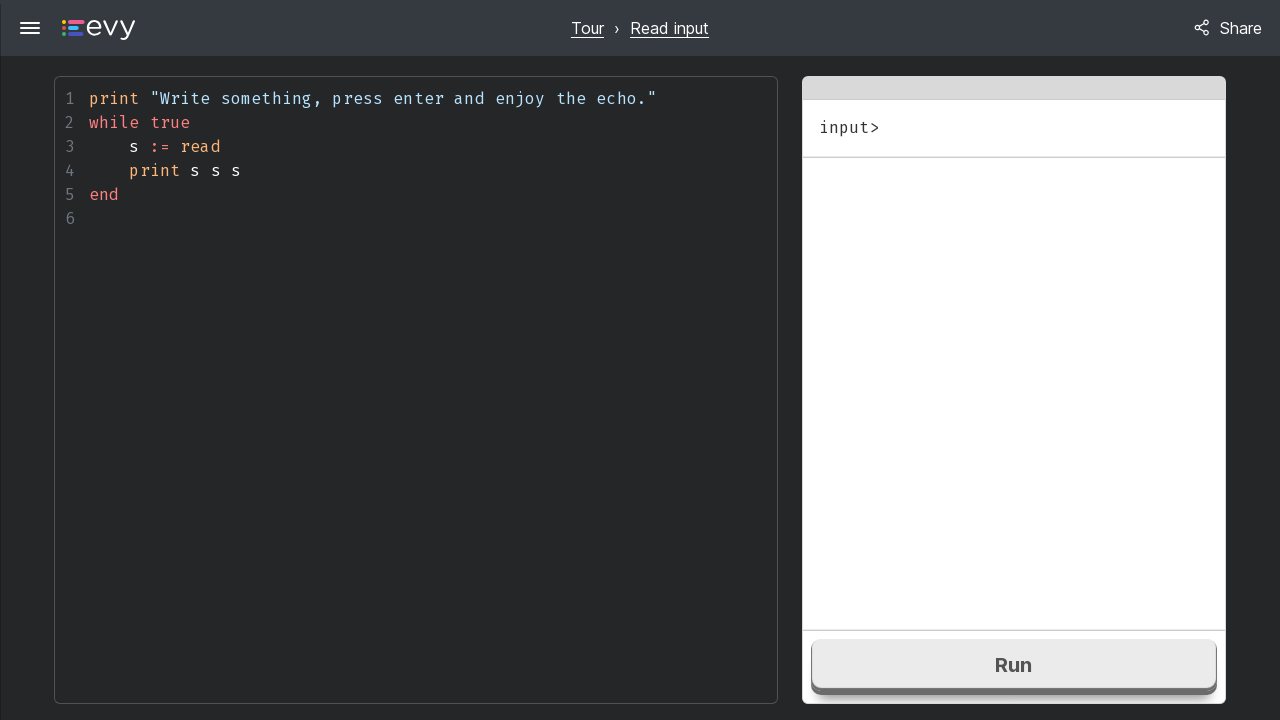 evy
Tour › Read input
Share
1 print "Write something, press enter and enjoy the echo."
2 while true
3     s := read
4     print s s s
5 end
6
input>
Run